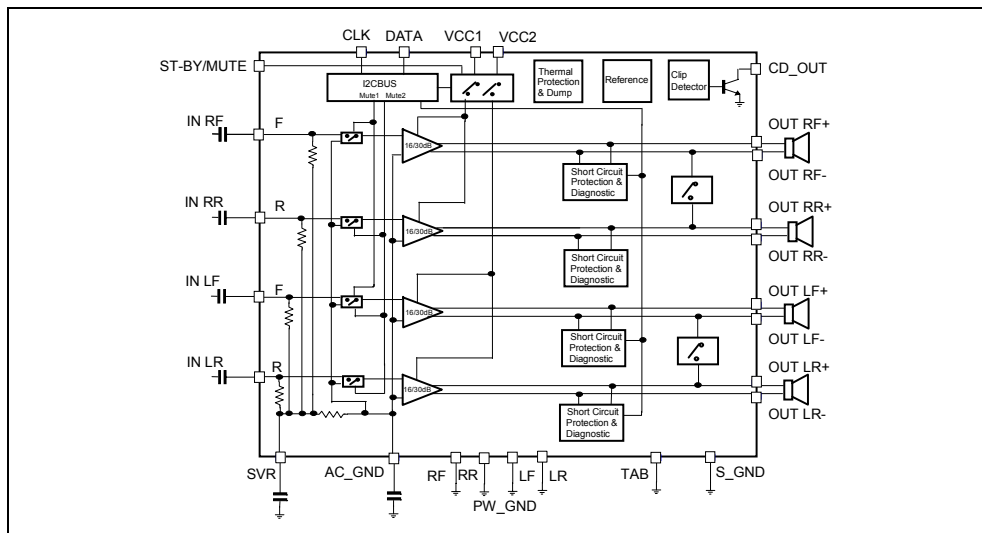 CLK DATA VCC1 VCC2
ST-BY/MUTE
CD_OUT
I2CBUS
Mute1 Mute2
Thermal
Protection
& Dump
Reference
Clip
Detector
IN RF
F
16/30dB
OUT RF+
OUT RF-
Short Circuit
Protection &
Diagnostic
IN RR
R
16/30dB
OUT RR+
OUT RR-
Short Circuit
Protection &
Diagnostic
IN LF
F
16/30dB
OUT LF+
OUT LF-
Short Circuit
Protection &
Diagnostic
IN LR
R
16/30dB
OUT LR+
OUT LR-
Short Circuit
Protection &
Diagnostic
SVR AC_GND RF RR LF LR TAB S_GND
PW_GND